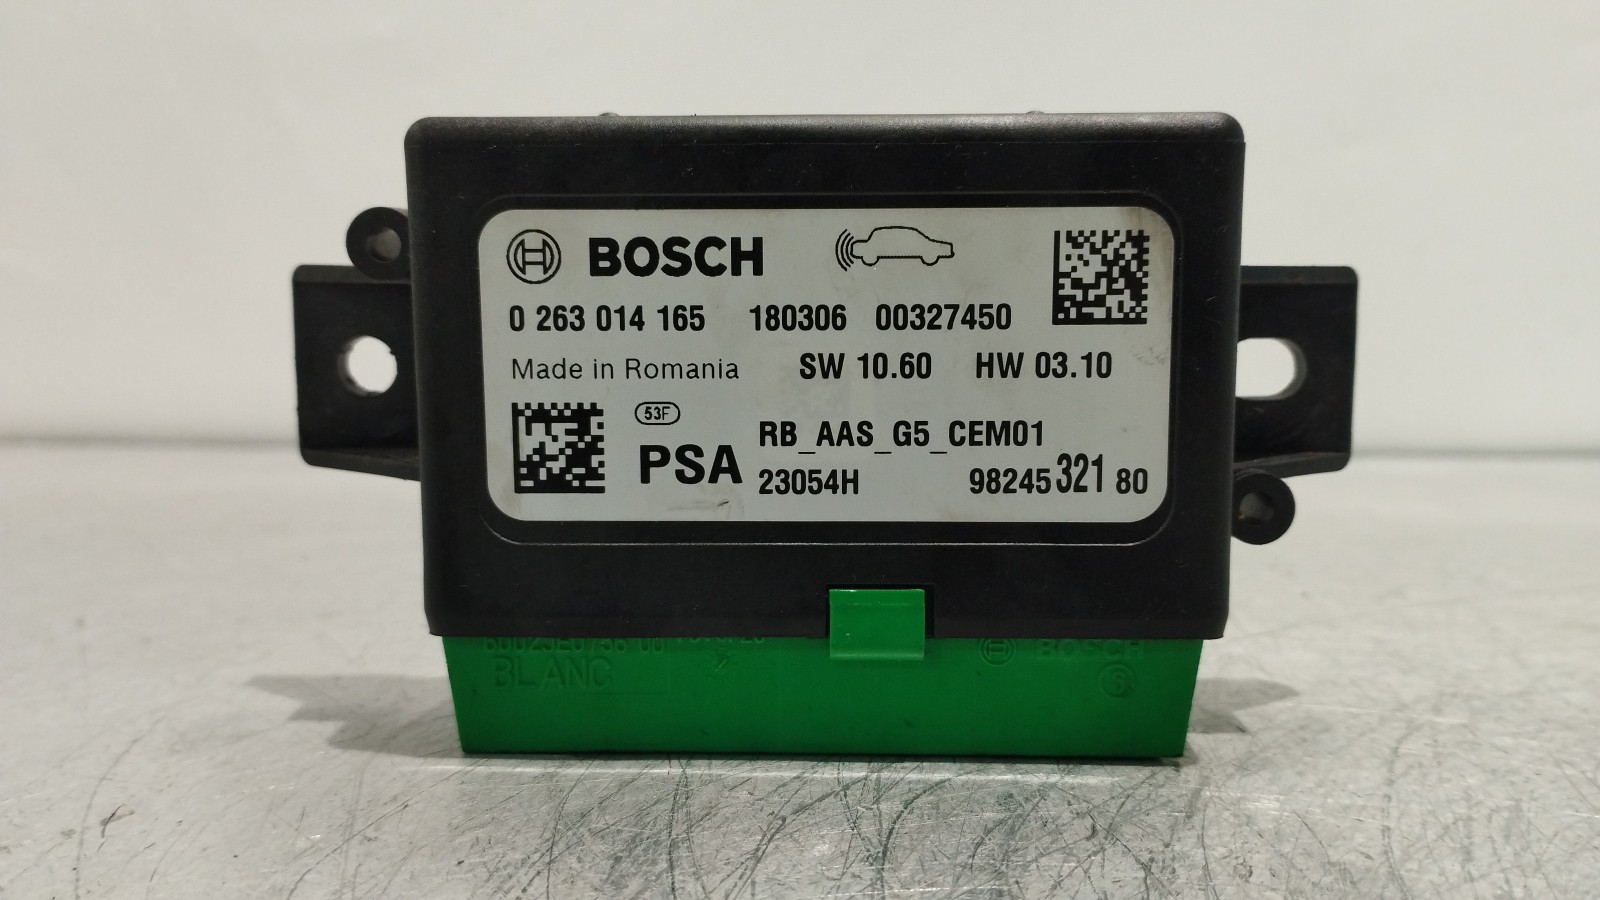 BOSCH
0 263 014 165 180306 00327450
Made in Romania SW 10.60 HW 03.10
53F
PSA RB_AAS_G5_CEM01
23054H 98245 321 80
BOSCH
BLANC
6